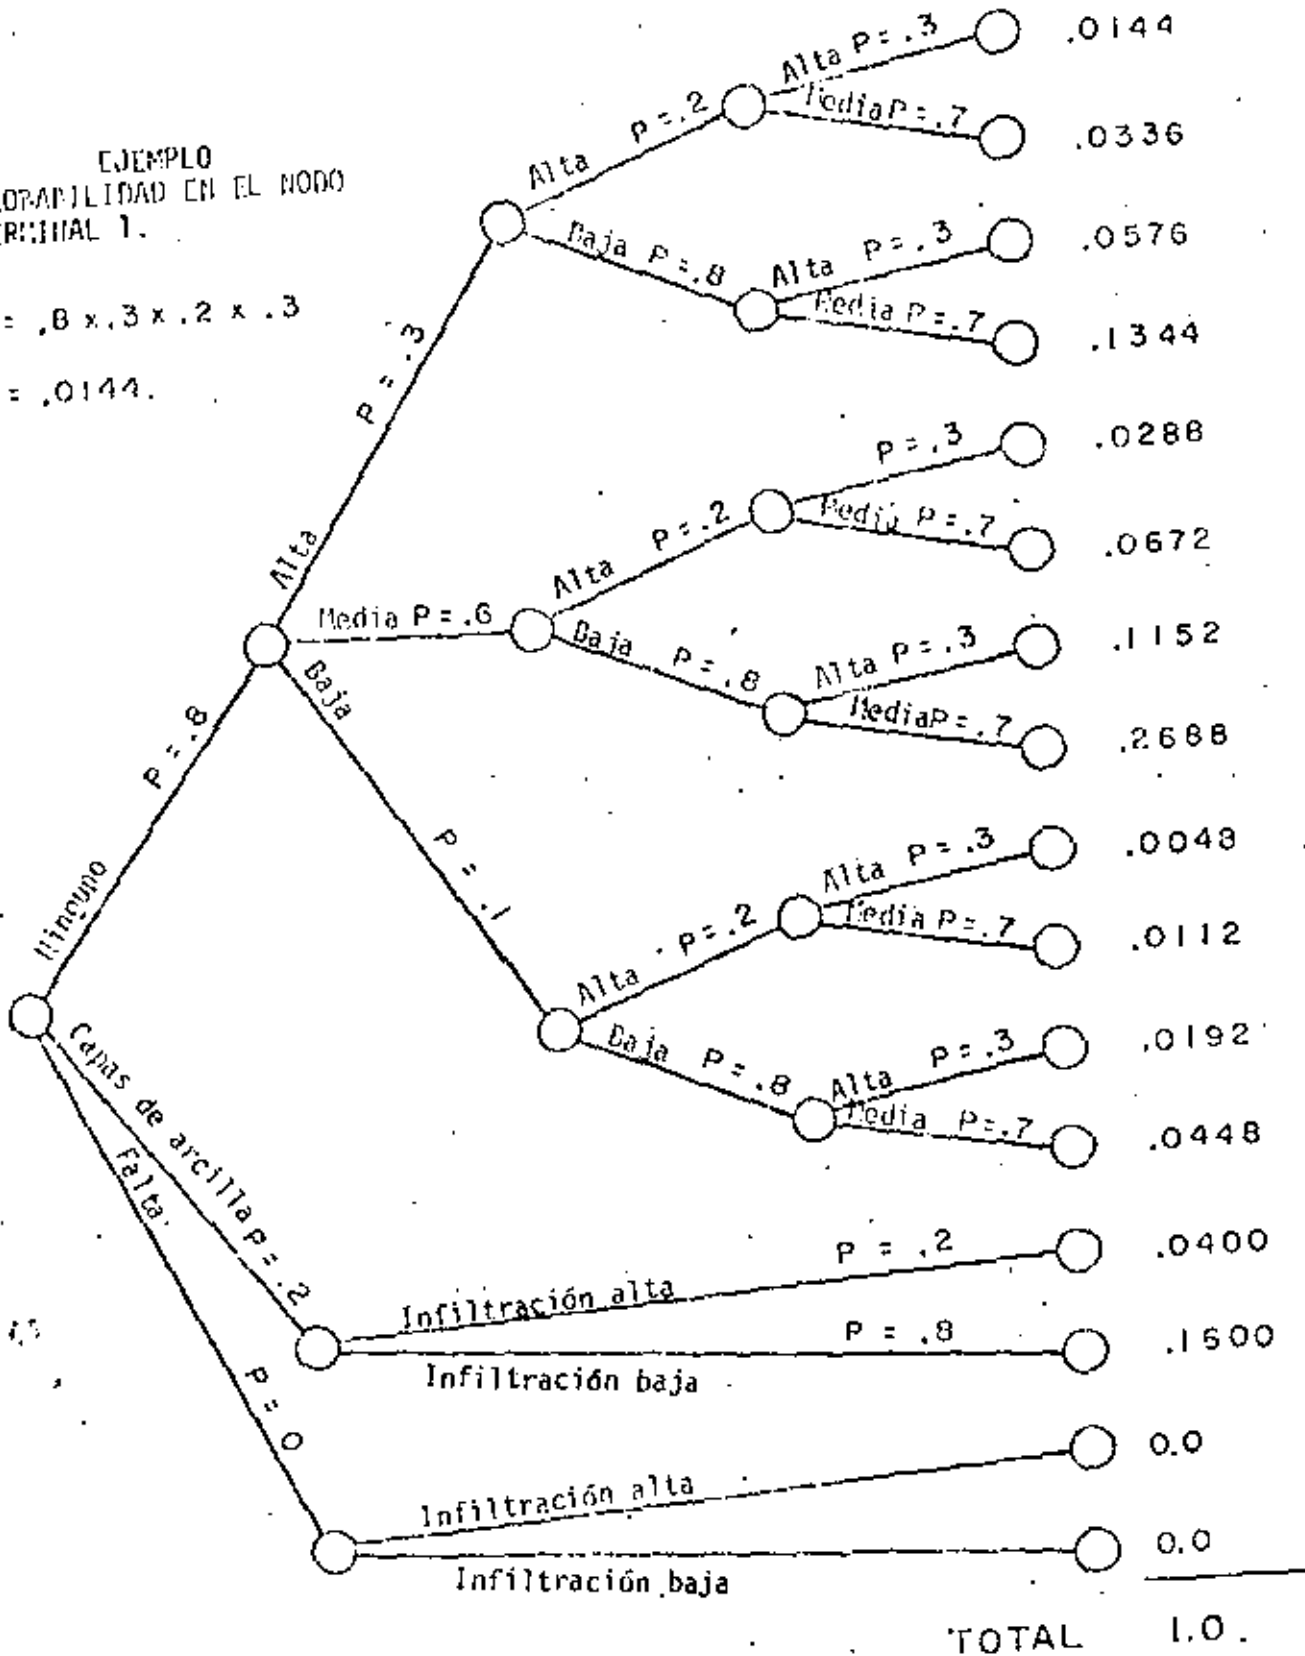 EJEMPLO
EN EL NODO
1.
= .8 x .3 x .2 x .3
= .0144.
Alta P = .3
.0144
Media P = .7
.0336
Alta P = .2
Baja P = .8
Alta P = .3
.0576
Media P = .7
.1344
Alta P = .3
P = .3
.0288
Media P = .7
.0672
Alta P = .2
Media P = .6
Baja P = .8
Alta P = .3
.1152
Media P = .7
.2688
Baja P = .1
Alta P = .3
.0048
Media P = .7
.0112
Alta P = .2
Baja P = .8
Alta P = .3
.0192
Media P = .7
.0448
Ninguno P = .8
Capas de arcilla P = .2
Falta P = 0
Infiltración alta P = .2
.0400
Infiltración baja P = .8
.1600
Infiltración alta
0.0
Infiltración baja
0.0
TOTAL 1.0.